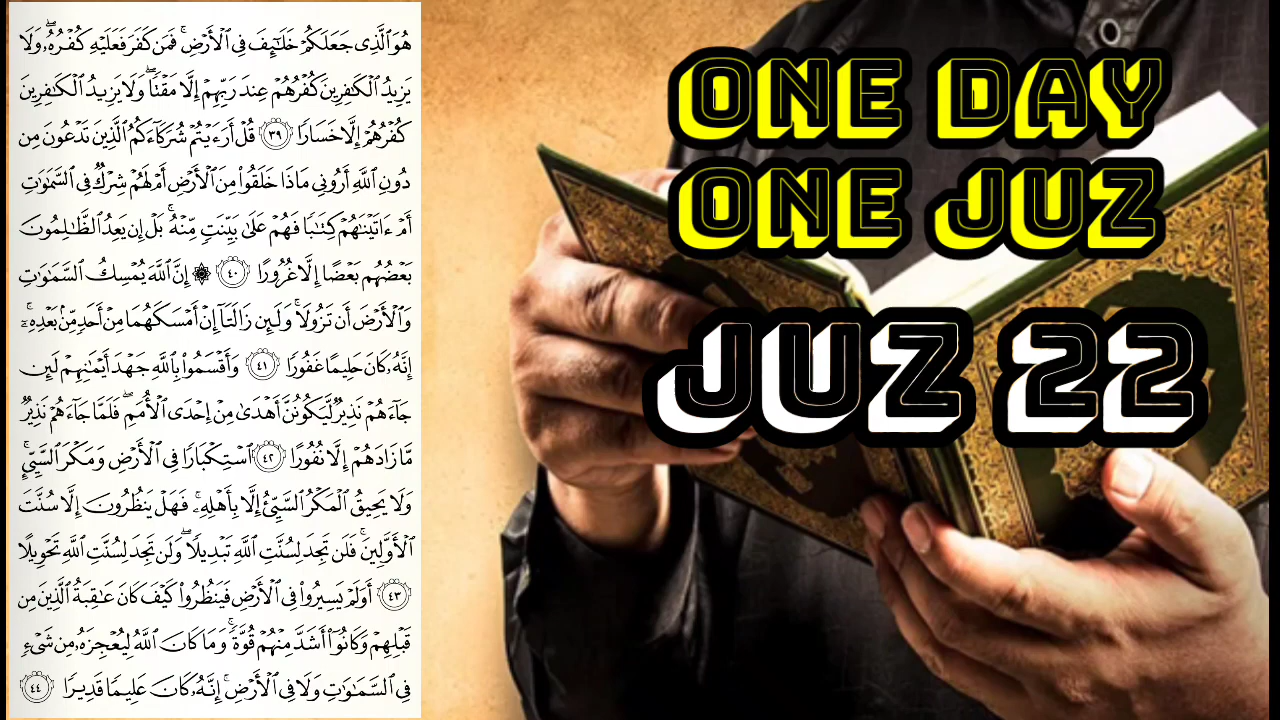 هُوَ ٱلَّذِى جَعَلَكُمْ خَلَٰٓئِفَ فِى ٱلْأَرْضِ ۚ فَمَن كَفَرَ فَعَلَيْهِ كُفْرُهُۥ ۖ وَلَا
يَزِيدُ ٱلْكَٰفِرِينَ كُفْرُهُمْ عِندَ رَبِّهِمْ إِلَّا مَقْتًا ۖ وَلَا يَزِيدُ ٱلْكَٰفِرِينَ
كُفْرُهُمْ إِلَّا خَسَارًا ٣٩ قُلْ أَرَءَيْتُمْ شُرَكَآءَكُمُ ٱلَّذِينَ تَدْعُونَ مِن
دُونِ ٱللَّهِ أَرُونِى مَاذَا خَلَقُوا۟ مِنَ ٱلْأَرْضِ أَمْ لَهُمْ شِرْكٌ فِى ٱلسَّمَٰوَٰتِ
أَمْ ءَاتَيْنَٰهُمْ كِتَٰبًا فَهُمْ عَلَىٰ بَيِّنَتٍ مِّنْهُ ۚ بَلْ إِن يَعِدُ ٱلظَّٰلِمُونَ
بَعْضُهُم بَعْضًا إِلَّا غُرُورًا ٤٠ ۞ إِنَّ ٱللَّهَ يُمْسِكُ ٱلسَّمَٰوَٰتِ
وَٱلْأَرْضَ أَن تَزُولَا ۚ وَلَئِن زَالَتَآ إِنْ أَمْسَكَهُمَا مِنْ أَحَدٍ مِّنۢ بَعْدِهِۦٓ ۚ
إِنَّهُۥ كَانَ حَلِيمًا غَفُورًا ٤١ وَأَقْسَمُوا۟ بِٱللَّهِ جَهْدَ أَيْمَٰنِهِمْ لَئِن
جَآءَهُمْ نَذِيرٌ لَّيَكُونُنَّ أَهْدَىٰ مِنْ إِحْدَى ٱلْأُمَمِ ۖ فَلَمَّا جَآءَهُمْ نَذِيرٌ
مَّا زَادَهُمْ إِلَّا نُفُورًا ٤٢ ٱسْتِكْبَارًا فِى ٱلْأَرْضِ وَمَكْرَ ٱلسَّيِّئِ ۚ
وَلَا يَحِيقُ ٱلْمَكْرُ ٱلسَّيِّئُ إِلَّا بِأَهْلِهِۦ ۚ فَهَلْ يَنظُرُونَ إِلَّا سُنَّتَ
ٱلْأَوَّلِينَ ۚ فَلَن تَجِدَ لِسُنَّتِ ٱللَّهِ تَبْدِيلًا ۖ وَلَن تَجِدَ لِسُنَّتِ ٱللَّهِ تَحْوِيلًا
٤٣ أَوَلَمْ يَسِيرُوا۟ فِى ٱلْأَرْضِ فَيَنظُرُوا۟ كَيْفَ كَانَ عَٰقِبَةُ ٱلَّذِينَ مِن
قَبْلِهِمْ وَكَانُوٓا۟ أَشَدَّ مِنْهُمْ قُوَّةً ۚ وَمَا كَانَ ٱللَّهُ لِيُعْجِزَهُۥ مِن شَىْءٍ
فِى ٱلسَّمَٰوَٰتِ وَلَا فِى ٱلْأَرْضِ ۚ إِنَّهُۥ كَانَ عَلِيمًا قَدِيرًا ٤٤
ONE DAY
ONE JUZ
JUZ 22